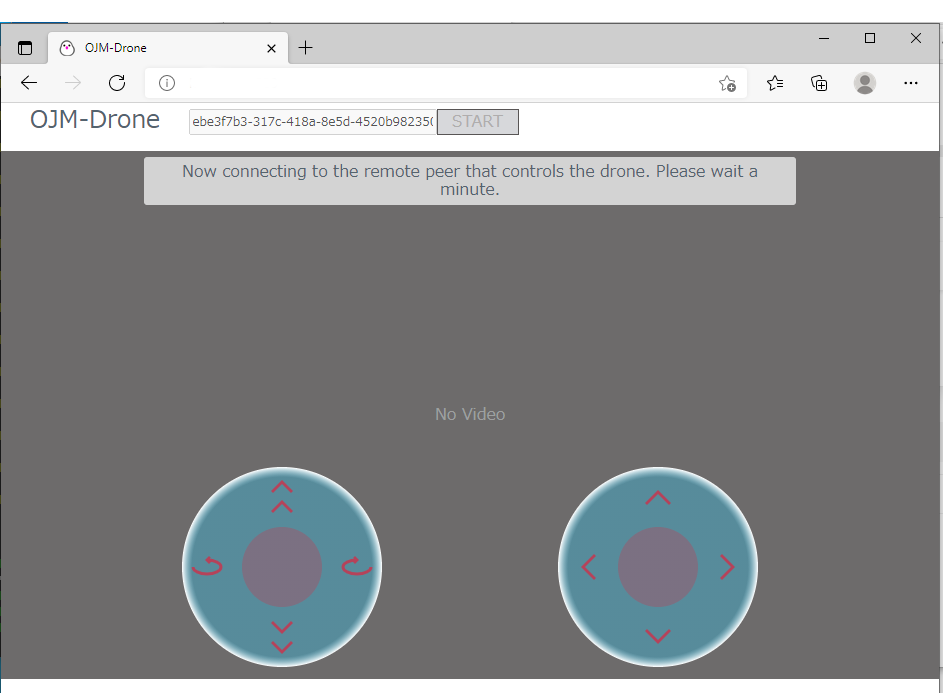 OJM-Drone
OJM-Drone
ebe3f7b3-317c-418a-8e5d-4520b982350
START
Now connecting to the remote peer that controls the drone. Please wait a
minute.
No Video